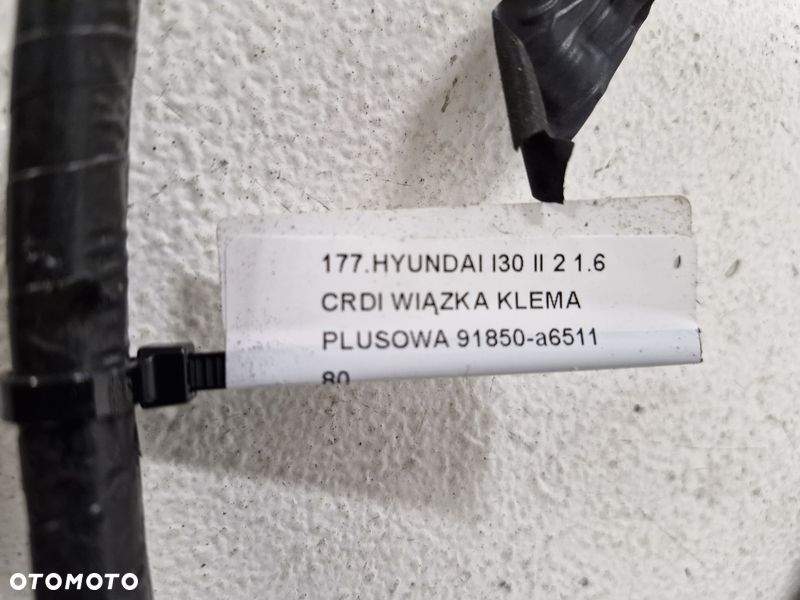 177.HYUNDAI I30 II 2 1.6
CRDI WIĄZKA KLEMA
PLUSOWA 91850-a6511
80
OTOMOTO